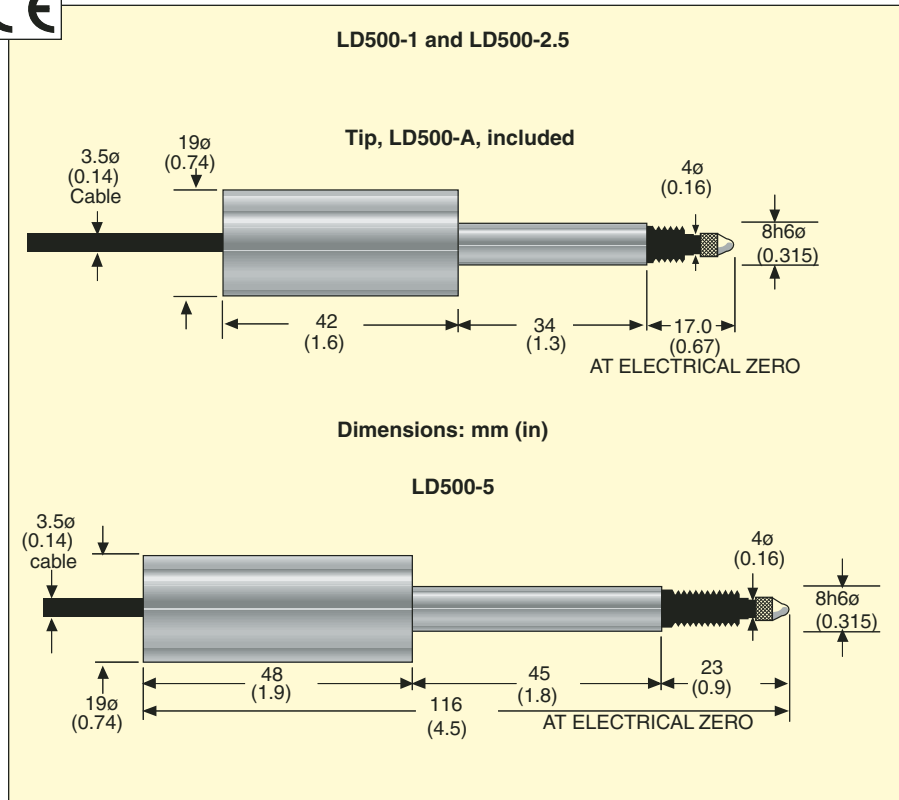 CE
LD500-1 and LD500-2.5
Tip, LD500-A, included
3.5ø
(0.14)
Cable
19ø
(0.74)
4ø
(0.16)
8h6ø
(0.315)
42
(1.6)
34
(1.3)
17.0
(0.67)
AT ELECTRICAL ZERO
Dimensions: mm (in)
LD500-5
3.5ø
(0.14)
cable
4ø
(0.16)
8h6ø
(0.315)
19ø
(0.74)
48
(1.9)
45
(1.8)
23
(0.9)
116
(4.5)
AT ELECTRICAL ZERO